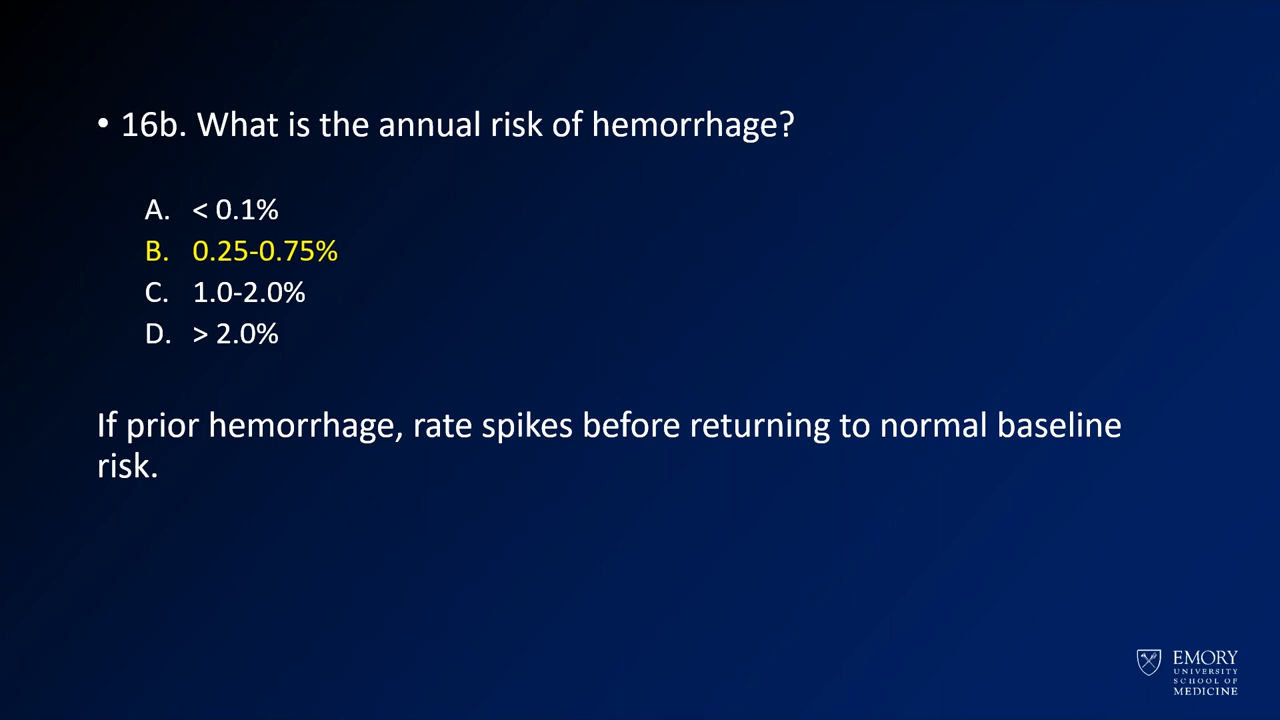 • 16b. What is the annual risk of hemorrhage?
A. < 0.1%
B. 0.25-0.75%
C. 1.0-2.0%
D. > 2.0%
If prior hemorrhage, rate spikes before returning to normal baseline
risk.
EMORY
UNIVERSITY
SCHOOL OF
MEDICINE